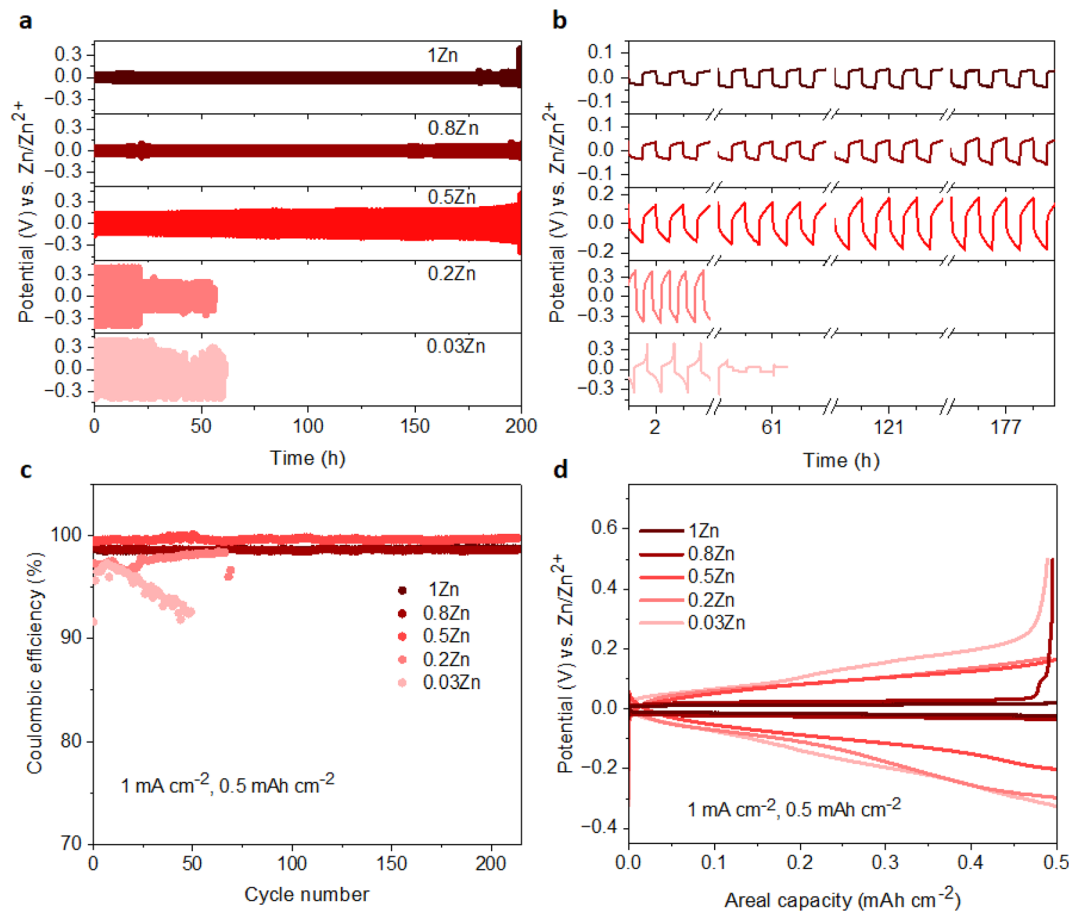 a
Potential (V) vs. Zn/Zn²⁺
0.3
0.0
−0.3
1Zn
0.3
0.0
−0.3
0.8Zn
0.3
0.0
−0.3
0.5Zn
0.3
0.0
−0.3
0.2Zn
0.3
0.0
−0.3
0.03Zn
0 50 100 150 200
Time (h)
b
Potential (V) vs. Zn/Zn²⁺
0.1
0.0
−0.1
0.1
0.0
−0.1
0.2
0.0
−0.2
0.3
0.0
−0.3
0.3
0.0
−0.3
2 61 121 177
Time (h)
c
Coulombic efficiency (%)
100
90
80
70
1Zn
0.8Zn
0.5Zn
0.2Zn
0.03Zn
1 mA cm⁻², 0.5 mAh cm⁻²
0 50 100 150 200
Cycle number
d
Potential (V) vs. Zn/Zn²⁺
0.6
0.4
0.2
0.0
−0.2
−0.4
1Zn
0.8Zn
0.5Zn
0.2Zn
0.03Zn
1 mA cm⁻², 0.5 mAh cm⁻²
0.0 0.1 0.2 0.3 0.4 0.5
Areal capacity (mAh cm⁻²)